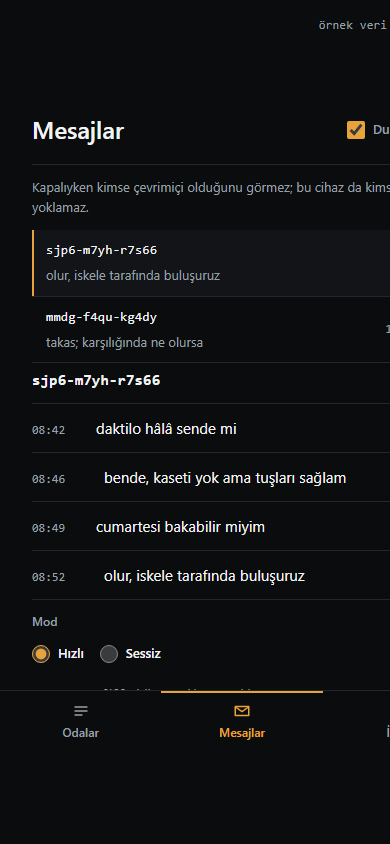 örnek veri
Mesajlar
Kapalıyken kimse çevrimiçi olduğunu görmez; bu cihaz da
yoklamaz.
sjp6-m7yh-r7s66
olur, iskele tarafında buluşuruz
mmdg-f4qu-kg4dy
takas; karşılığında ne olursa
sjp6-m7yh-r7s66
08:42 daktilo hâlâ sende mi
08:46 bende, kaseti yok ama tuşları sağlam
08:49 cumartesi bakabilir miyim
08:52 olur, iskele tarafında buluşuruz
Mod
Hızlı Sessiz
Odalar Mesajlar